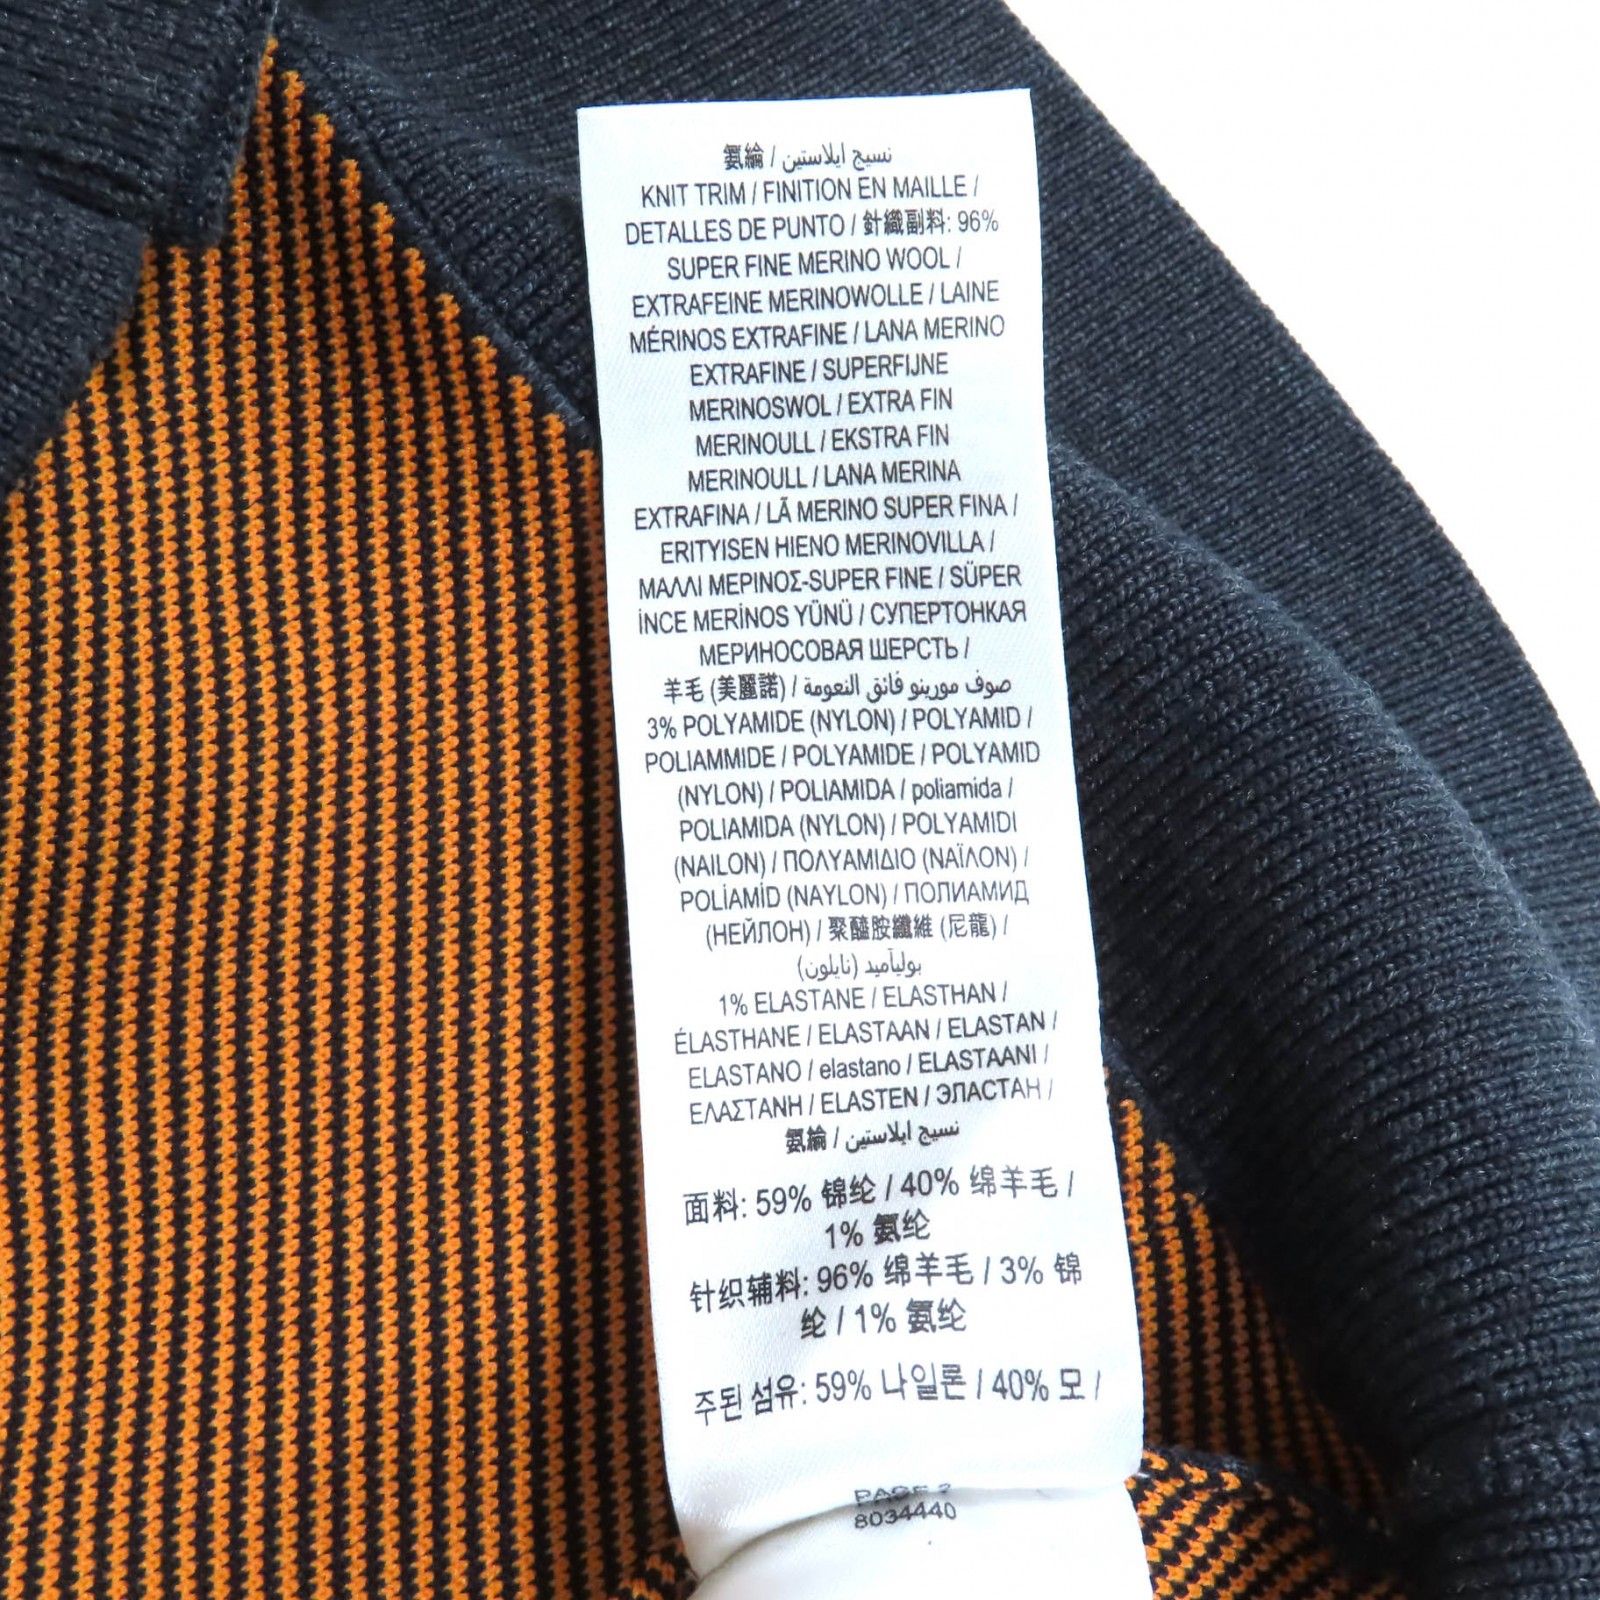 氨綸 / نسيج ايلاستين
KNIT TRIM / FINITION EN MAILLE /
DETALLES DE PUNTO / 針織副料: 96%
SUPER FINE MERINO WOOL /
EXTRAFEINE MERINOWOLLE / LAINE
MÉRINOS EXTRAFINE / LANA MERINO
EXTRAFINE / SUPERFIJNE
MERINOSWOL / EXTRA FIN
MERINOULL / EKSTRA FIN
MERINOULL / LANA MERINA
EXTRAFINA / LÃ MERINO SUPER FINA /
ERITYISEN HIENO MERINOVILLA /
ΜΑΛΛΙ ΜΕΡΙΝΟΣ-SUPER FINE / SÜPER
İNCE MERİNOS YÜNÜ / СУПЕРТОНКАЯ
МЕРИНОСОВАЯ ШЕРСТЬ /
羊毛 (美麗諾) / صوف مورينو فائق النعومة
3% POLYAMIDE (NYLON) / POLYAMID /
POLIAMMIDE / POLYAMIDE / POLYAMID
(NYLON) / POLIAMIDA / poliamida /
POLIAMIDA (NYLON) / POLYAMIDI
(NAILON) / ΠΟΛΥΑΜΙΔΙΟ (ΝΑΪΛΟΝ) /
POLİAMİD (NAYLON) / ПОЛИАМИД
(НЕЙЛОН) / 聚醯胺纖維 (尼龍) /
بوليآميد (نايلون)
1% ELASTANE / ELASTHAN /
ÉLASTHANE / ELASTAAN / ELASTAN /
ELASTANO / elastano / ELASTAANI /
ΕΛΑΣΤΑΝΗ / ELASTEN / ЭЛАСТАН /
氨綸 / نسيج ايلاستين
面料: 59% 锦纶 / 40% 绵羊毛 /
1% 氨纶
针织辅料: 96% 绵羊毛 / 3% 锦
纶 / 1% 氨纶
주된 섬유: 59% 나일론 / 40% 모 /
PAGE 2
8034440